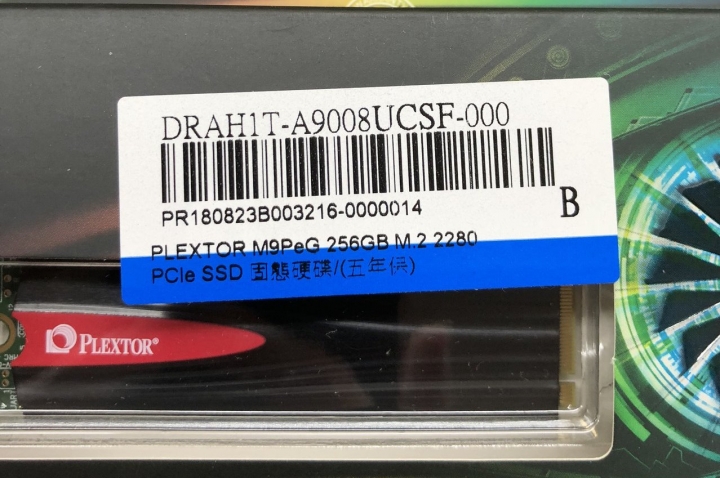 DRAH1T-A9008UCSF-000
PR180823B003216-0000014
B
PLEXTOR M9PeG 256GB M.2 2280
PCIe SSD 固態硬碟/(五年保)
PLEXTOR®